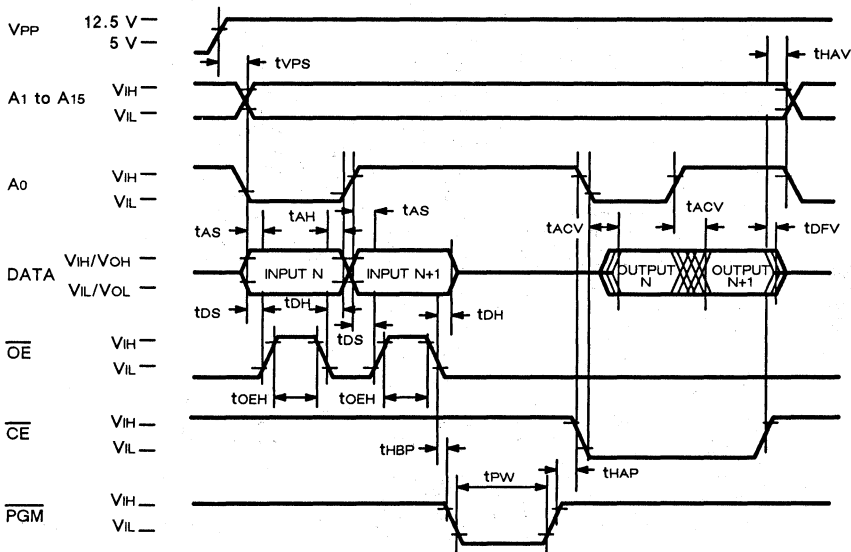 VPP 12.5 V
5 V
tVPS
tHAV
A1 to A15 VIH
VIL
A0 VIH
VIL
tAS tAH tAS tACV tACV tDFV
DATA VIH/VOH
VIL/VOL
INPUT N INPUT N+1 OUTPUT N OUTPUT N+1
tDS tDH tDS tDH
OE VIH
VIL
tOEH tOEH
CE VIH
VIL
tHBP tPW tHAP
PGM VIH
VIL